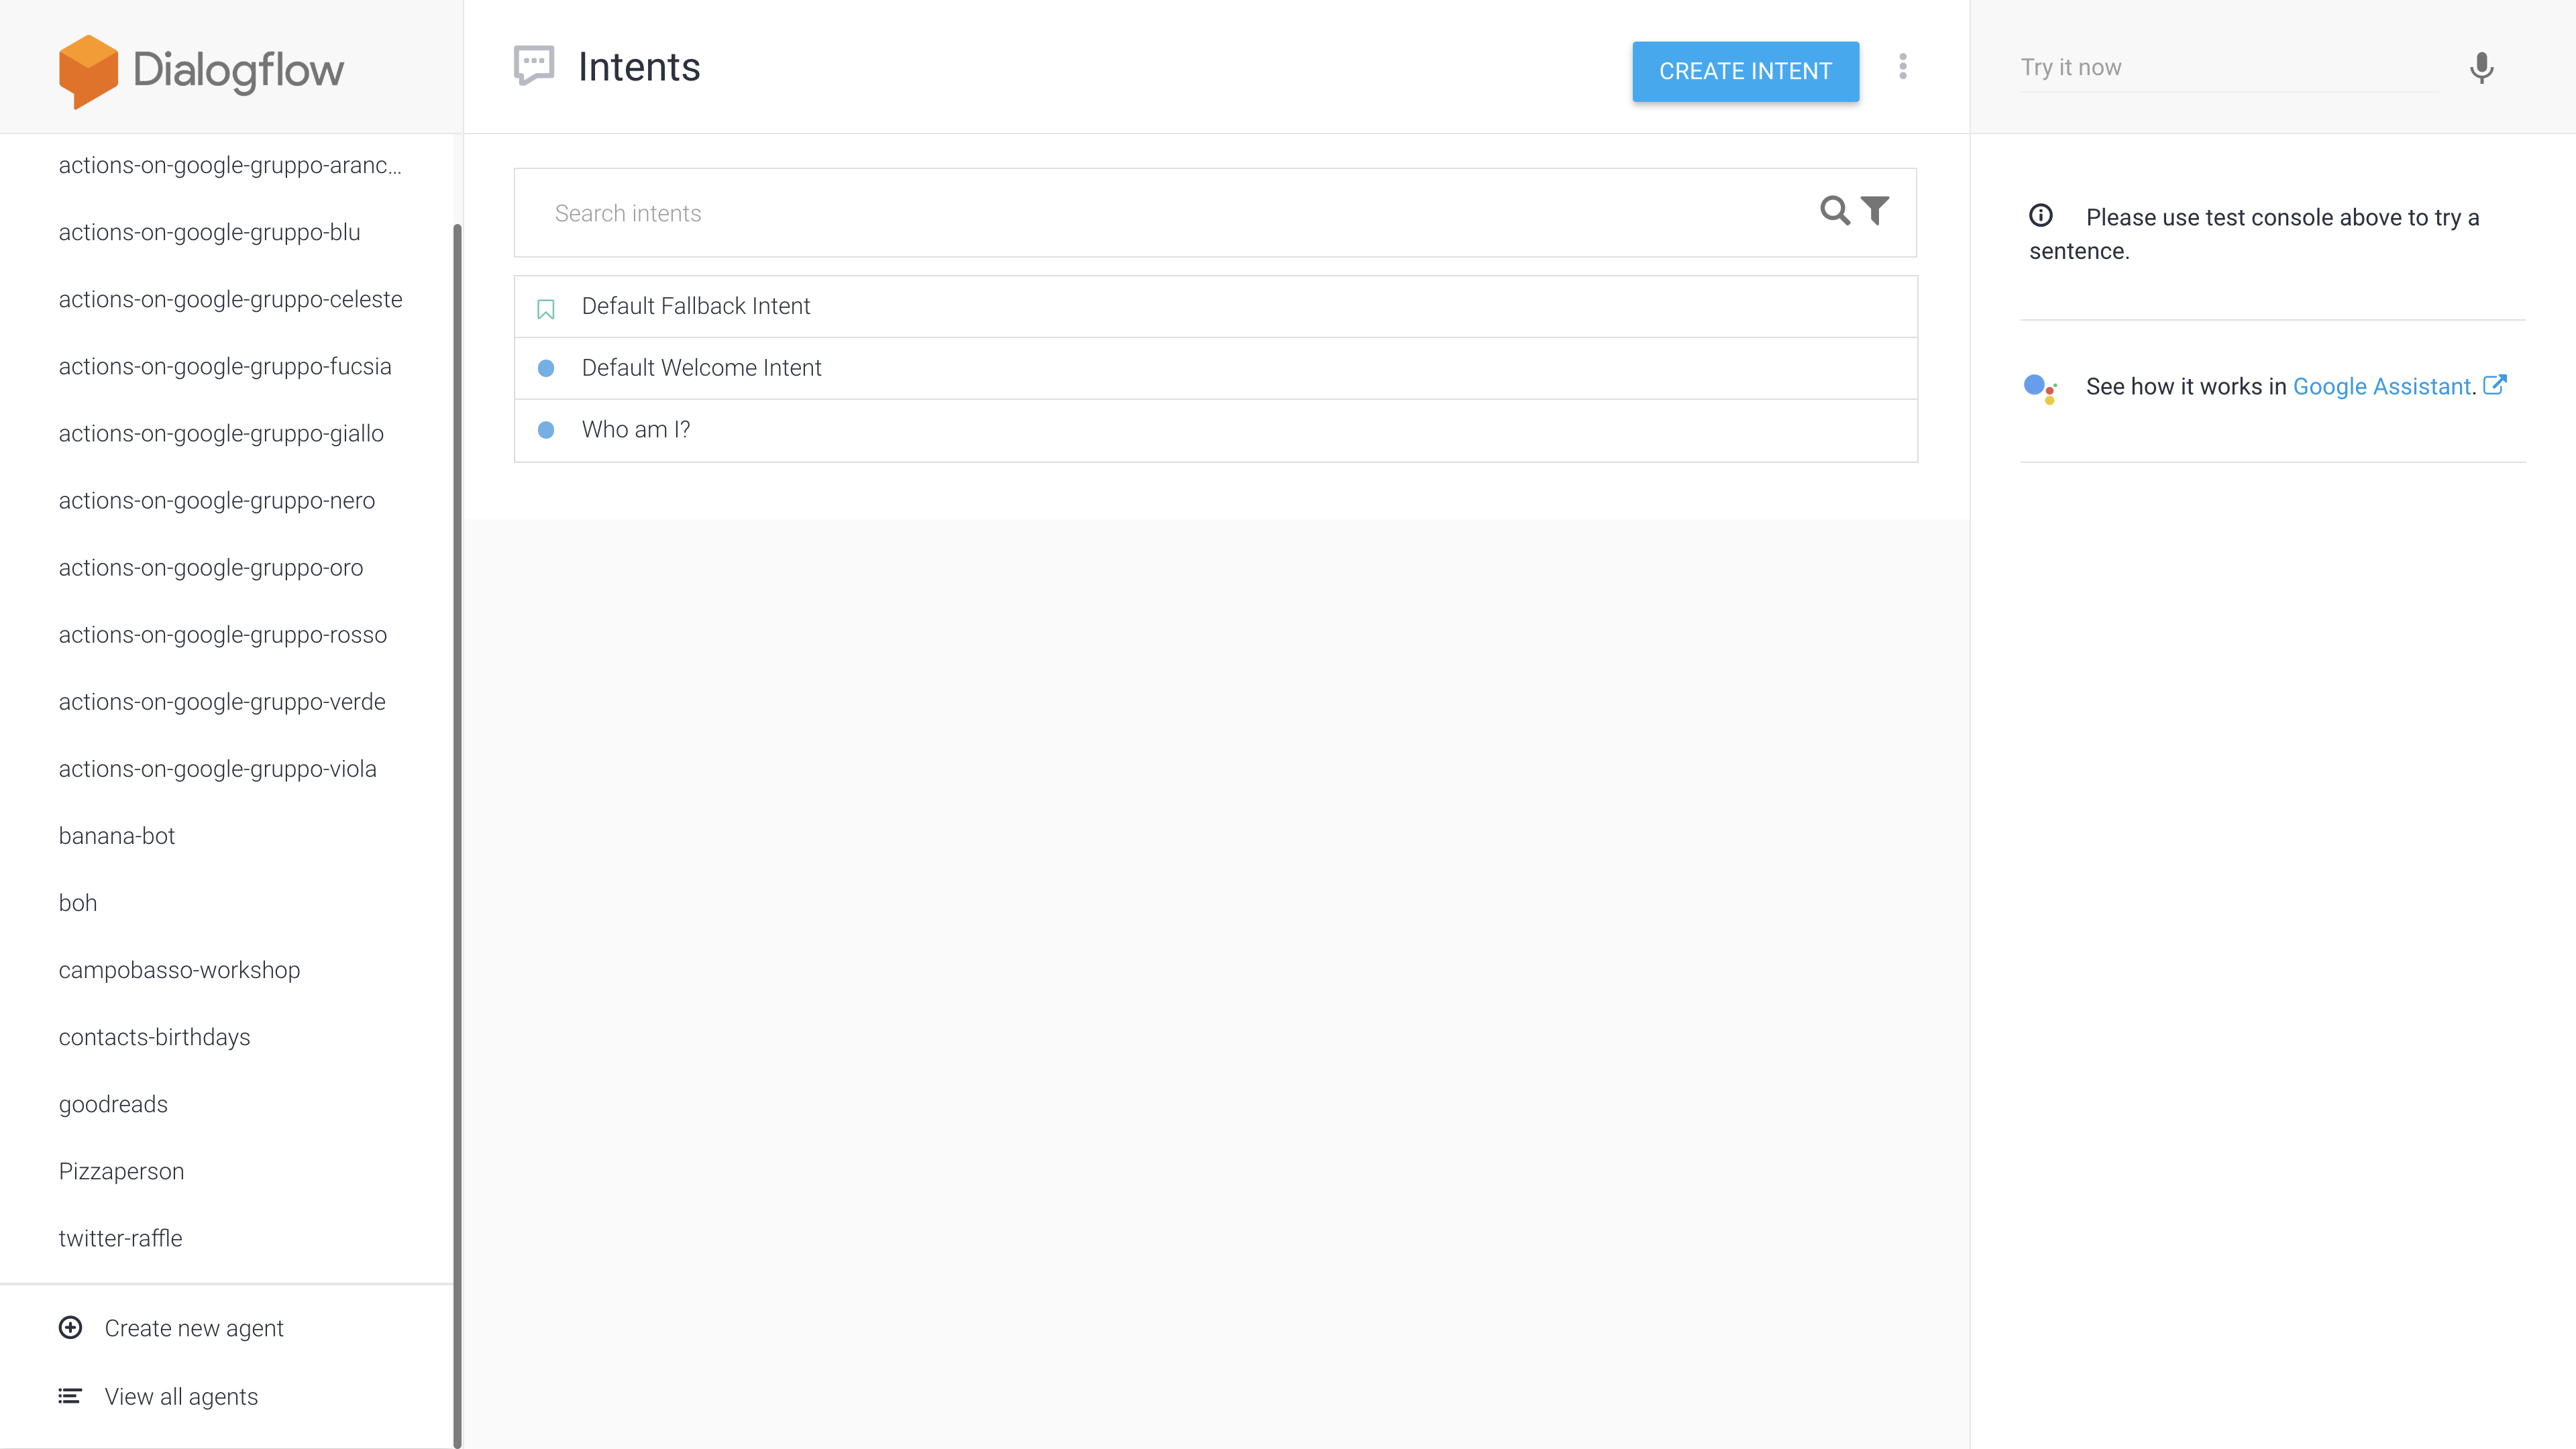 Dialogflow
actions-on-google-gruppo-aranc...
actions-on-google-gruppo-blu
actions-on-google-gruppo-celeste
actions-on-google-gruppo-fucsia
actions-on-google-gruppo-giallo
actions-on-google-gruppo-nero
actions-on-google-gruppo-oro
actions-on-google-gruppo-rosso
actions-on-google-gruppo-verde
actions-on-google-gruppo-viola
banana-bot
boh
campobasso-workshop
contacts-birthdays
goodreads
Pizzaperson
twitter-raffle
Create new agent
View all agents
Intents
CREATE INTENT
Search intents
Default Fallback Intent
Default Welcome Intent
Who am I?
Try it now
Please use test console above to try a
sentence.
See how it works in Google Assistant.